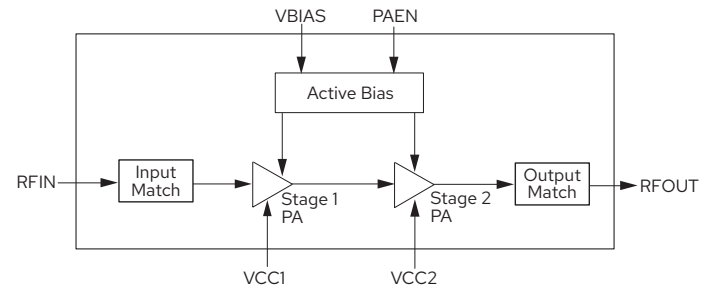 VBIAS PAEN
Active Bias
RFIN
Input
Match
Stage 1
PA
Stage 2
PA
Output
Match
RFOUT
VCC1
VCC2